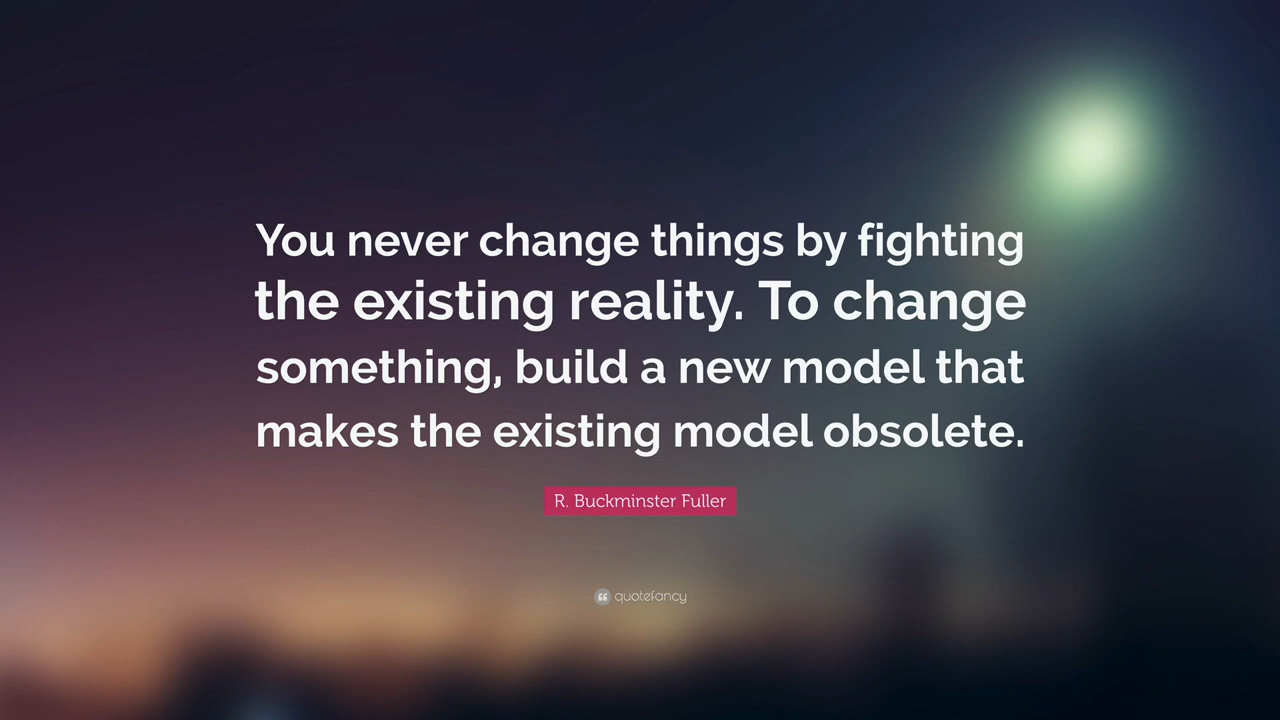 You never change things by fighting
the existing reality. To change
something, build a new model that
makes the existing model obsolete.
R. Buckminster Fuller
quotefancy